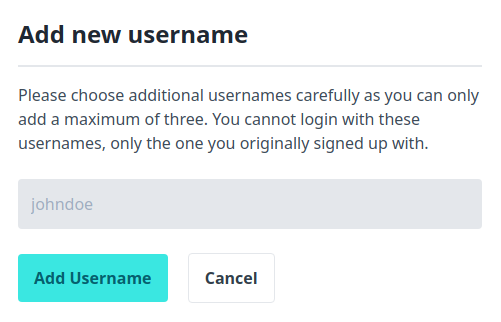 Add new username
Please choose additional usernames carefully as you can only
add a maximum of three. You cannot login with these
usernames, only the one you originally signed up with.
johndoe
Add Username
Cancel